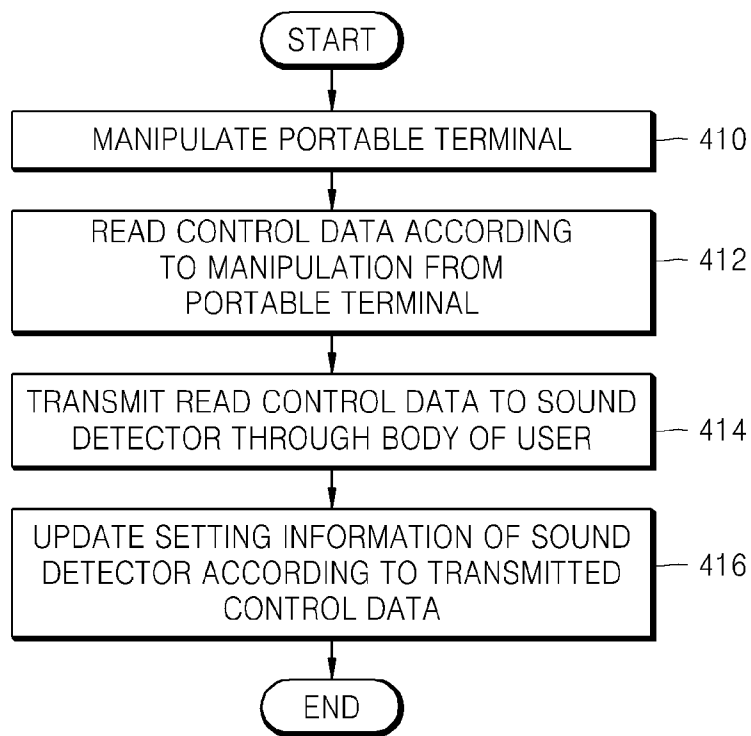 START
MANIPULATE PORTABLE TERMINAL
410
READ CONTROL DATA ACCORDING
TO MANIPULATION FROM
PORTABLE TERMINAL
412
TRANSMIT READ CONTROL DATA TO SOUND
DETECTOR THROUGH BODY OF USER
414
UPDATE SETTING INFORMATION OF SOUND
DETECTOR ACCORDING TO TRANSMITTED
CONTROL DATA
416
END